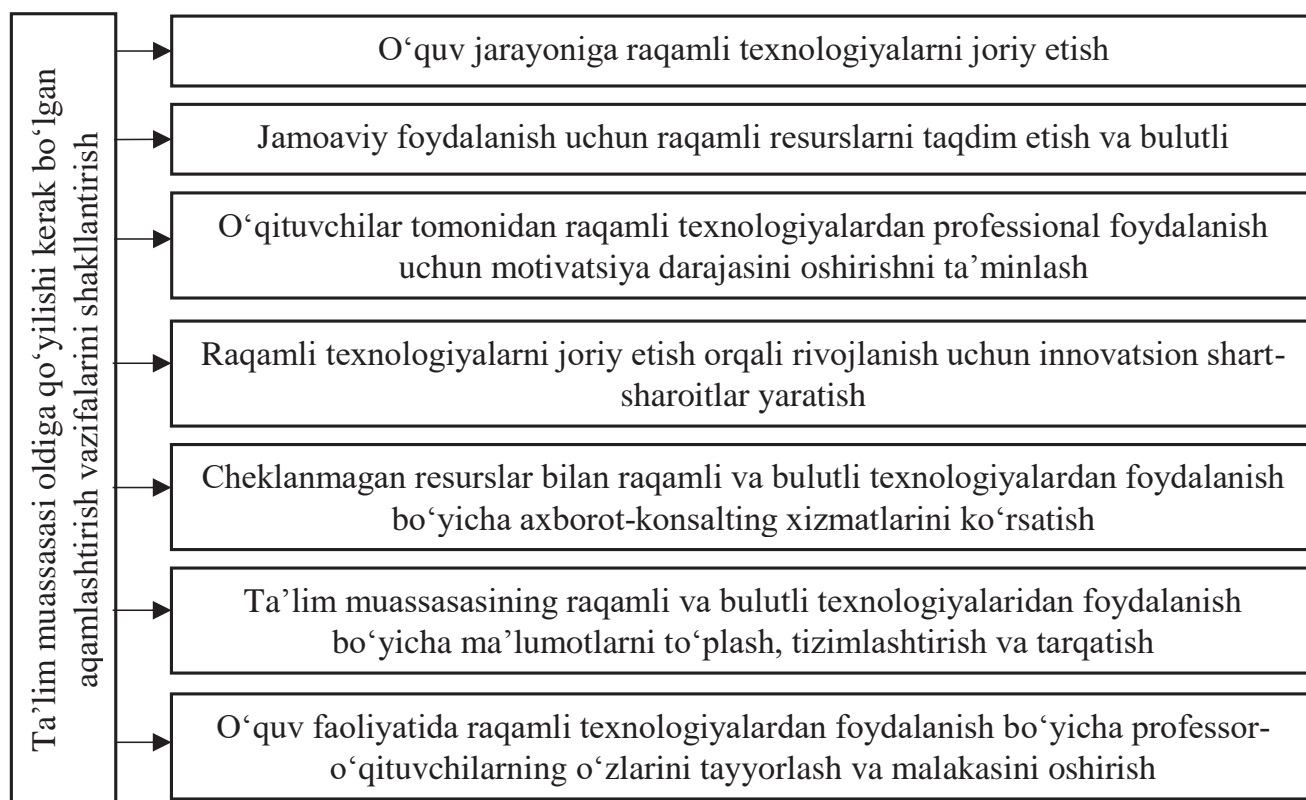 Ta’lim muassasasi oldiga qo‘yilishi kerak bo‘lgan
aqamlashtirish vazifalarini shakllantirish
O‘quv jarayoniga raqamli texnologiyalarni joriy etish
Jamoaviy foydalanish uchun raqamli resurslarni taqdim etish va bulutli
O‘qituvchilar tomonidan raqamli texnologiyalardan professional foydalanish
uchun motivatsiya darajasini oshirishni ta’minlash
Raqamli texnologiyalarni joriy etish orqali rivojlanish uchun innovatsion shart-
sharoitlar yaratish
Cheklanmagan resurslar bilan raqamli va bulutli texnologiyalardan foydalanish
bo‘yicha axborot-konsalting xizmatlarini ko‘rsatish
Ta’lim muassasasining raqamli va bulutli texnologiyalaridan foydalanish
bo‘yicha ma’lumotlarni to‘plash, tizimlashtirish va tarqatish
O‘quv faoliyatida raqamli texnologiyalardan foydalanish bo‘yicha professor-
o‘qituvchilarning o‘zlarini tayyorlash va malakasini oshirish